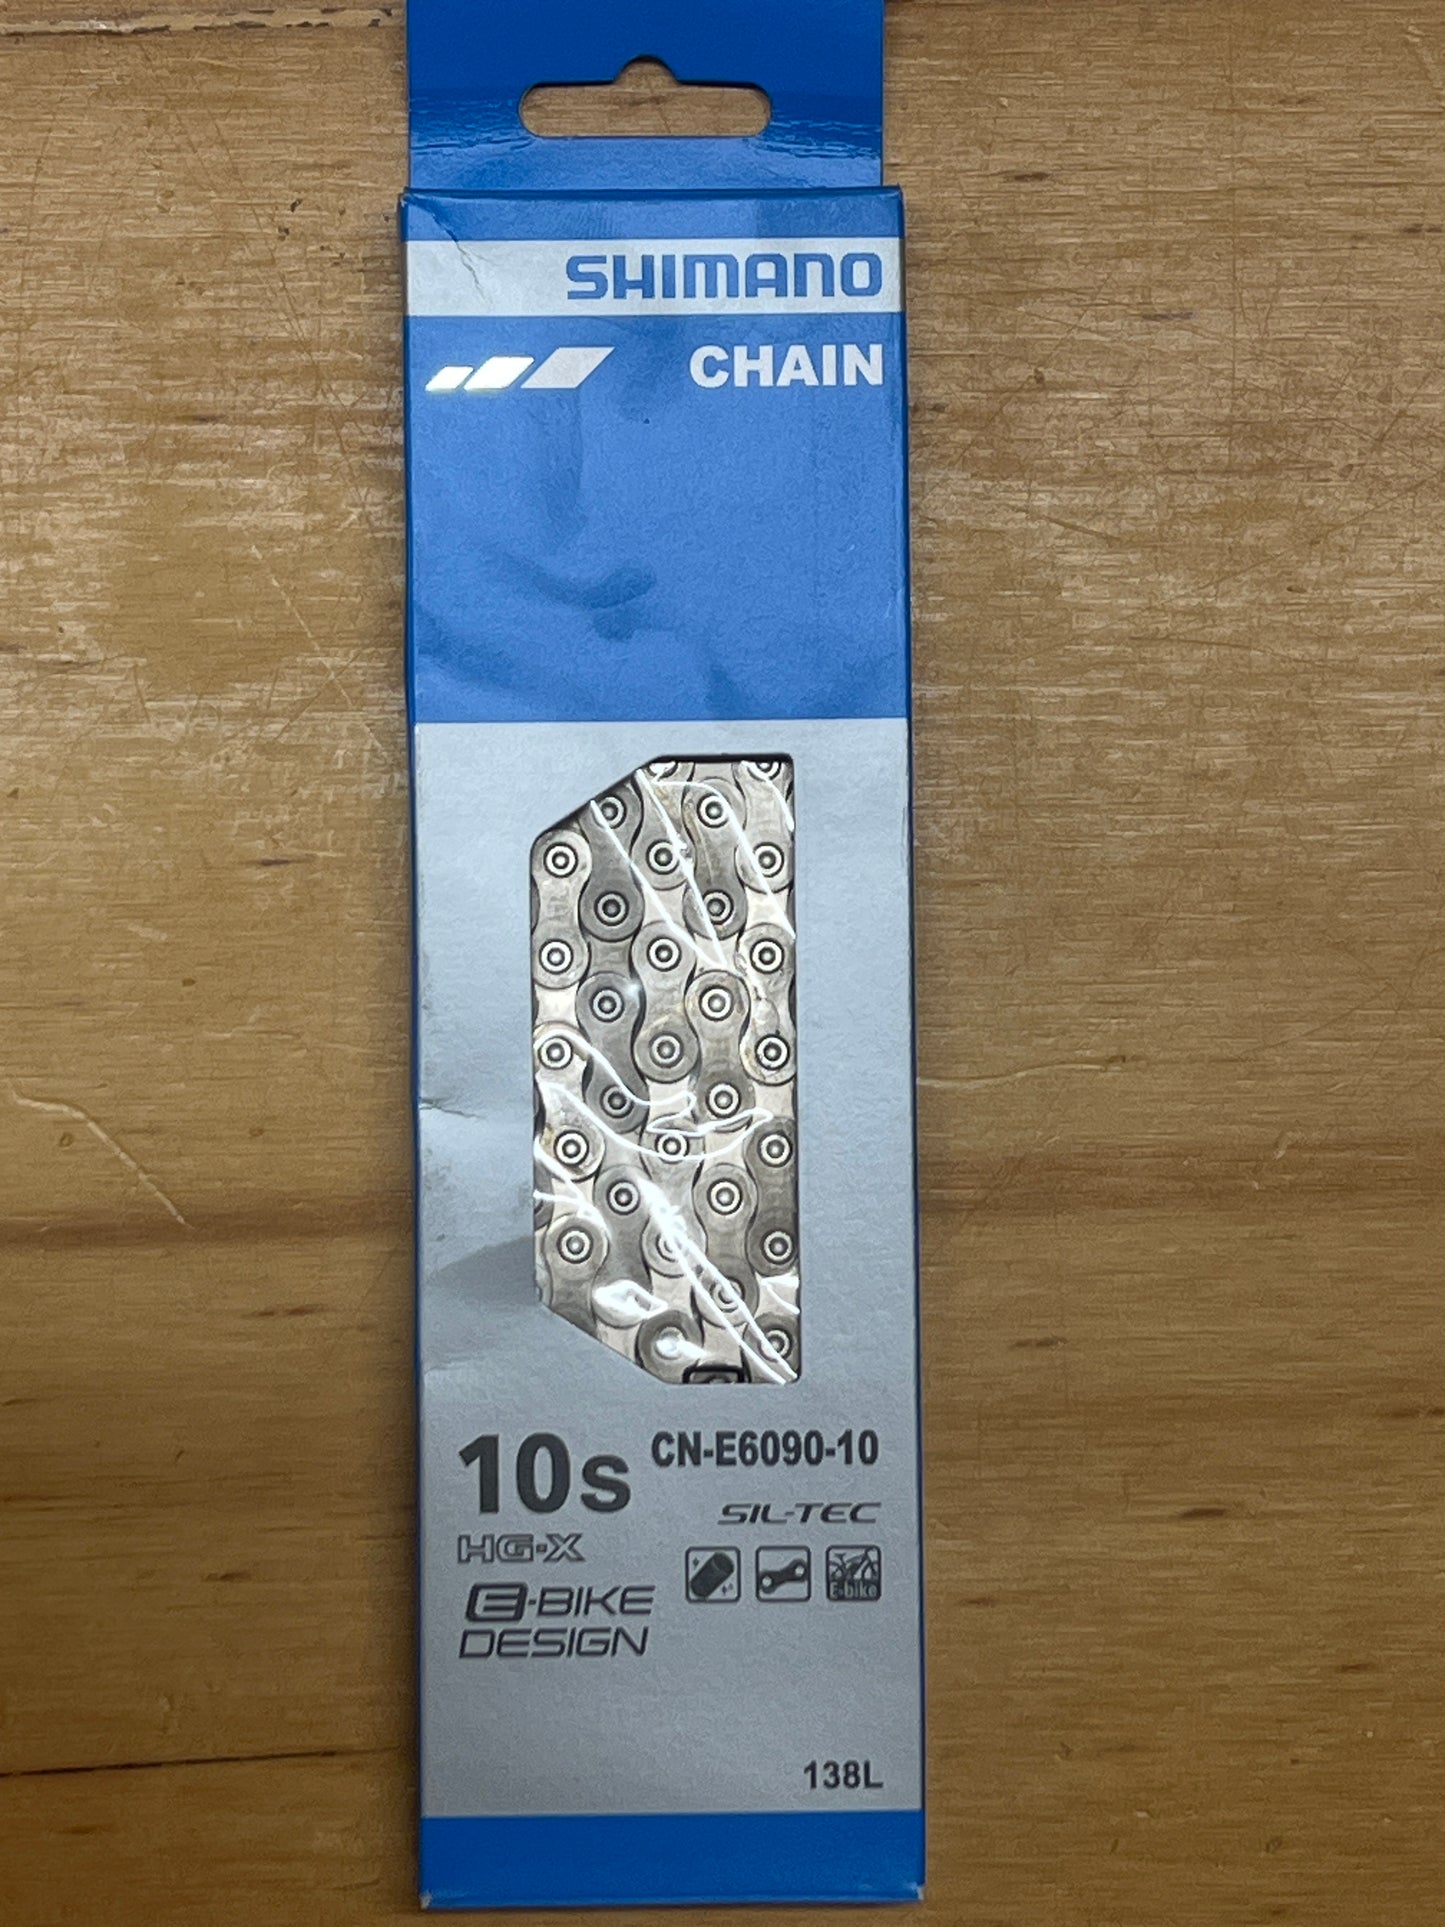 SHIMANO
CHAIN
10s CN-E6090-10
SIL-TEC
HG-X
E-BIKE
DESIGN
E-bike
138L